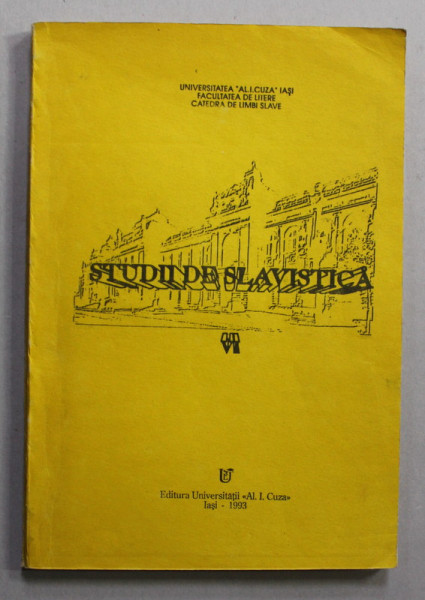 UNIVERSITATEA "AL.I.CUZA" IAŞI
FACULTATEA DE LITERE
CATEDRA DE LIMBI SLAVE
STUDII DE SLAVISTICĂ
VI
Editura Universităţii «Al. I. Cuza»
Iaşi - 1993